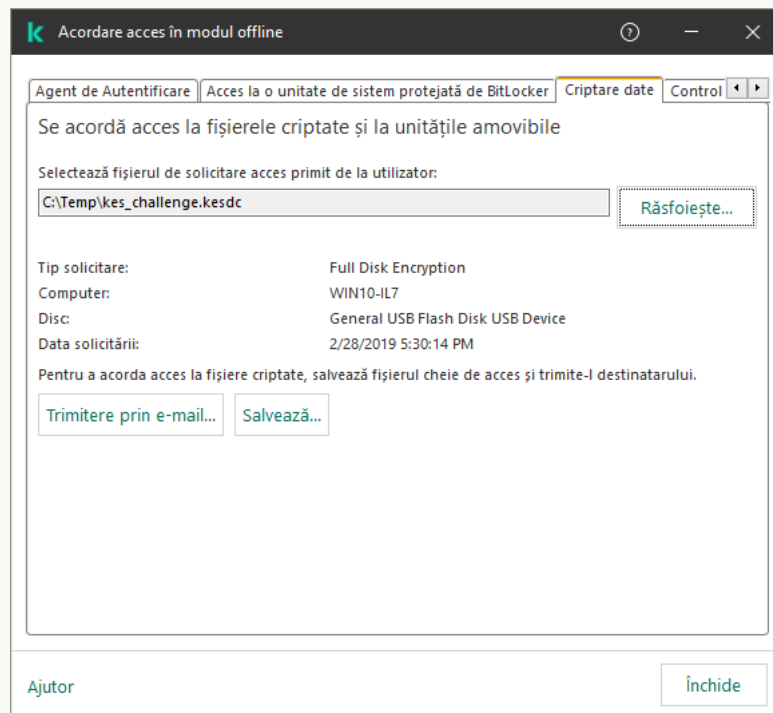 Acordare acces în modul offline
Agent de Autentificare Acces la o unitate de sistem protejată de BitLocker Criptare date Control
Se acordă acces la fișierele criptate și la unitățile amovibile
Selectează fișierul de solicitare acces primit de la utilizator:
C:\Temp\kes_challenge.kesdc Răsfoiește...
Tip solicitare: Full Disk Encryption
Computer: WIN10-IL7
Disc: General USB Flash Disk USB Device
Data solicitării: 2/28/2019 5:30:14 PM
Pentru a acorda acces la fișiere criptate, salvează fișierul cheie de acces și trimite-l destinatarului.
Trimitere prin e-mail... Salvează...
Ajutor Închide